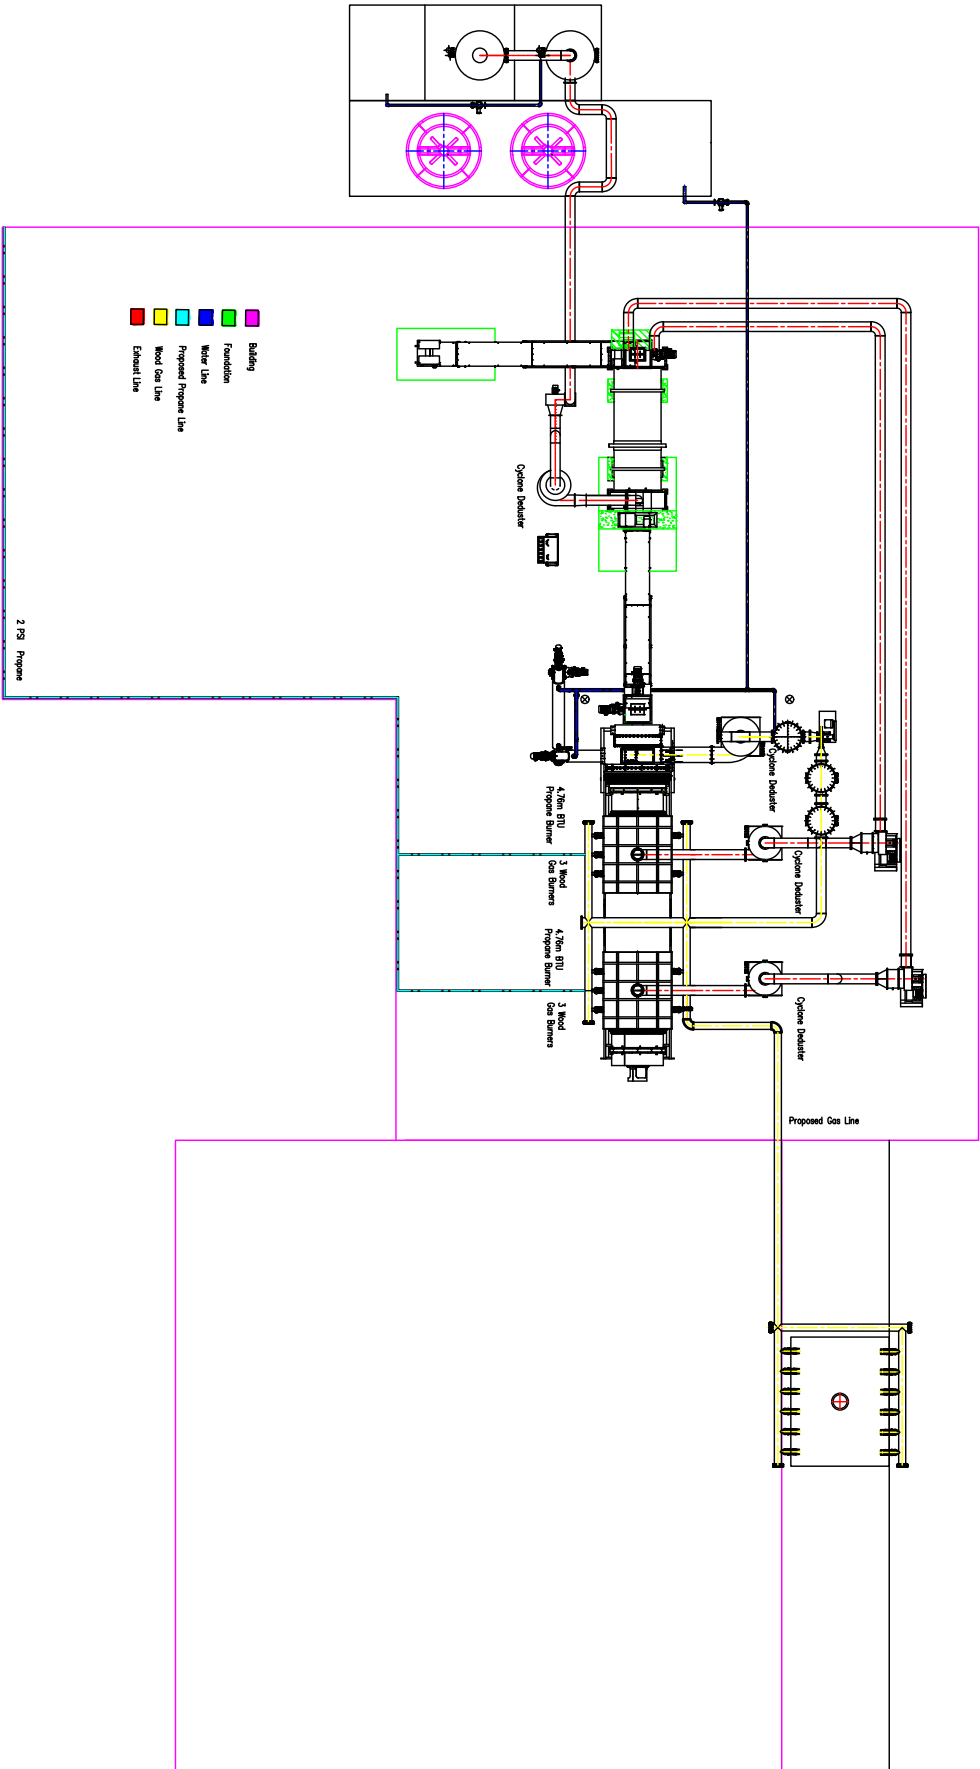 Building
Foundation
Water Line
Proposed Propane Line
Wood Gas Line
Exhaust Line
Cyclone Deduster
2 PSI Propane
Cyclone Deduster
4.76m BTU
Propane Burner
Cyclone Deduster
3 Wood
Gas Burners
4.76m BTU
Propane Burner
Cyclone Deduster
3 Wood
Gas Burners
Proposed Gas Line